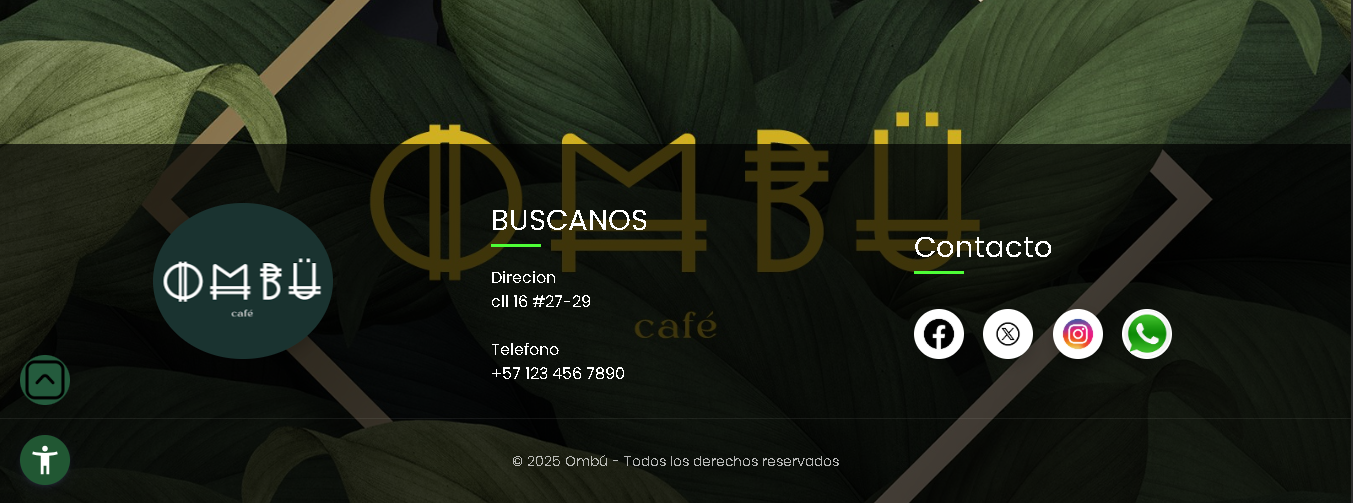 OMBÜ
café
OMBÜ
café
BUSCANOS
Direcion
cll 16 #27-29
Telefono
+57 123 456 7890
Contacto
© 2025 Ombú - Todos los derechos reservados